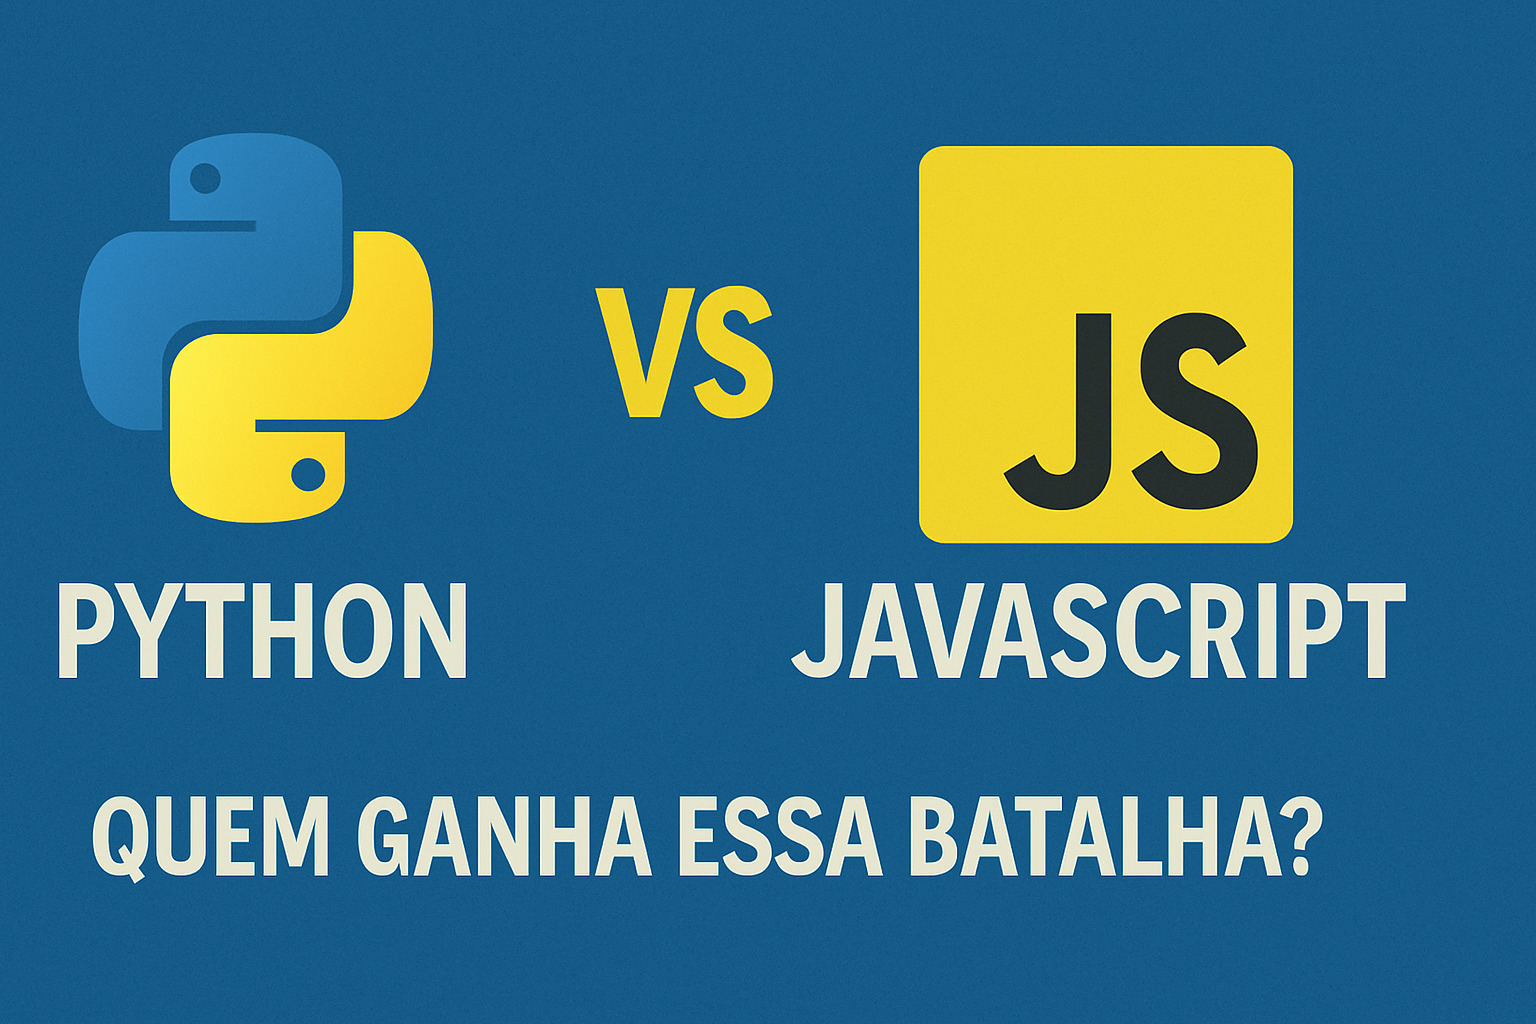 VS
JS
PYTHON
JAVASCRIPT
QUEM GANHA ESSA BATALHA?